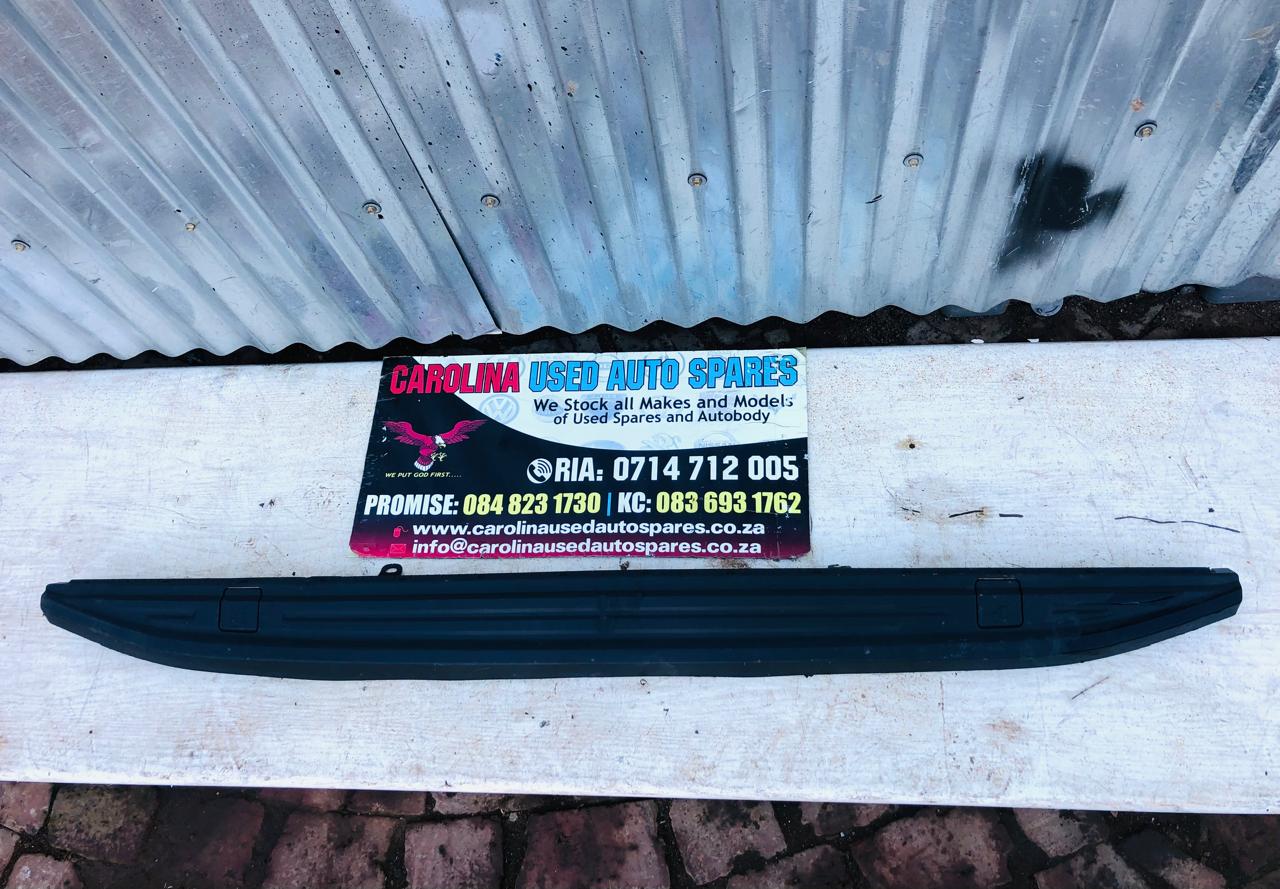 CAROLINA USED AUTO SPARES
We Stock all Makes and Models
of Used Spares and Autobody
WE PUT GOD FIRST.....
RIA: 0714 712 005
PROMISE: 084 823 1730 | KC: 083 693 1762
www.carolinausedautospares.co.za
info@carolinausedautospares.co.za